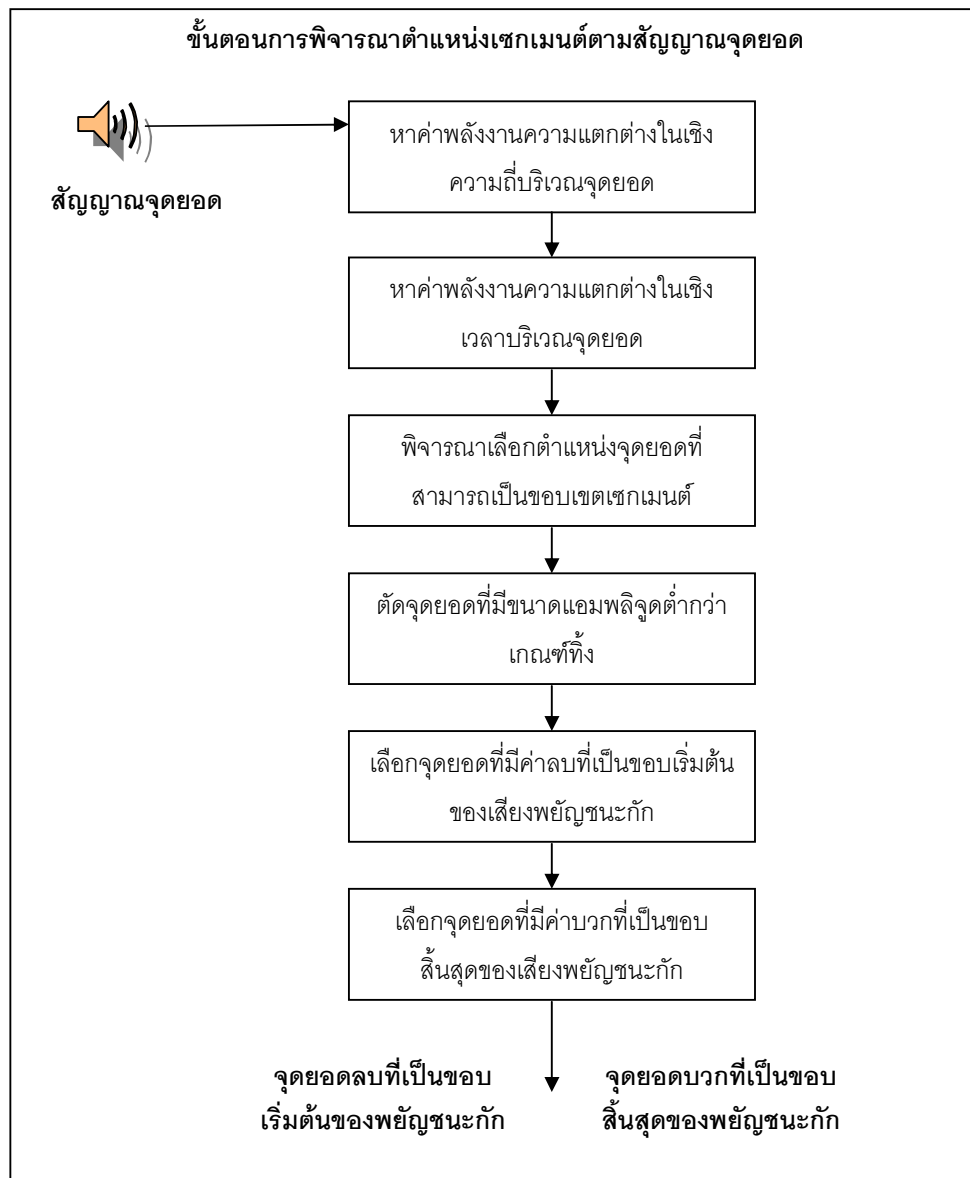 ขั้นตอนการพิจารณาตำแหน่งเซกเมนต์ตามสัญญาณจุดยอด
สัญญาณจุดยอด
หาค่าพลังงานความแตกต่างในเชิง
ความถี่บริเวณจุดยอด
หาค่าพลังงานความแตกต่างในเชิง
เวลาบริเวณจุดยอด
พิจารณาเลือกตำแหน่งจุดยอดที่
สามารถเป็นขอบเขตเซกเมนต์
ตัดจุดยอดที่มีขนาดแอมพลิจูดต่ำกว่า
เกณฑ์ทิ้ง
เลือกจุดยอดที่มีค่าลบที่เป็นขอบเริ่มต้น
ของเสียงพยัญชนะกัก
เลือกจุดยอดที่มีค่าบวกที่เป็นขอบ
สิ้นสุดของเสียงพยัญชนะกัก
จุดยอดลบที่เป็นขอบ
เริ่มต้นของพยัญชนะกัก
จุดยอดบวกที่เป็นขอบ
สิ้นสุดของพยัญชนะกัก